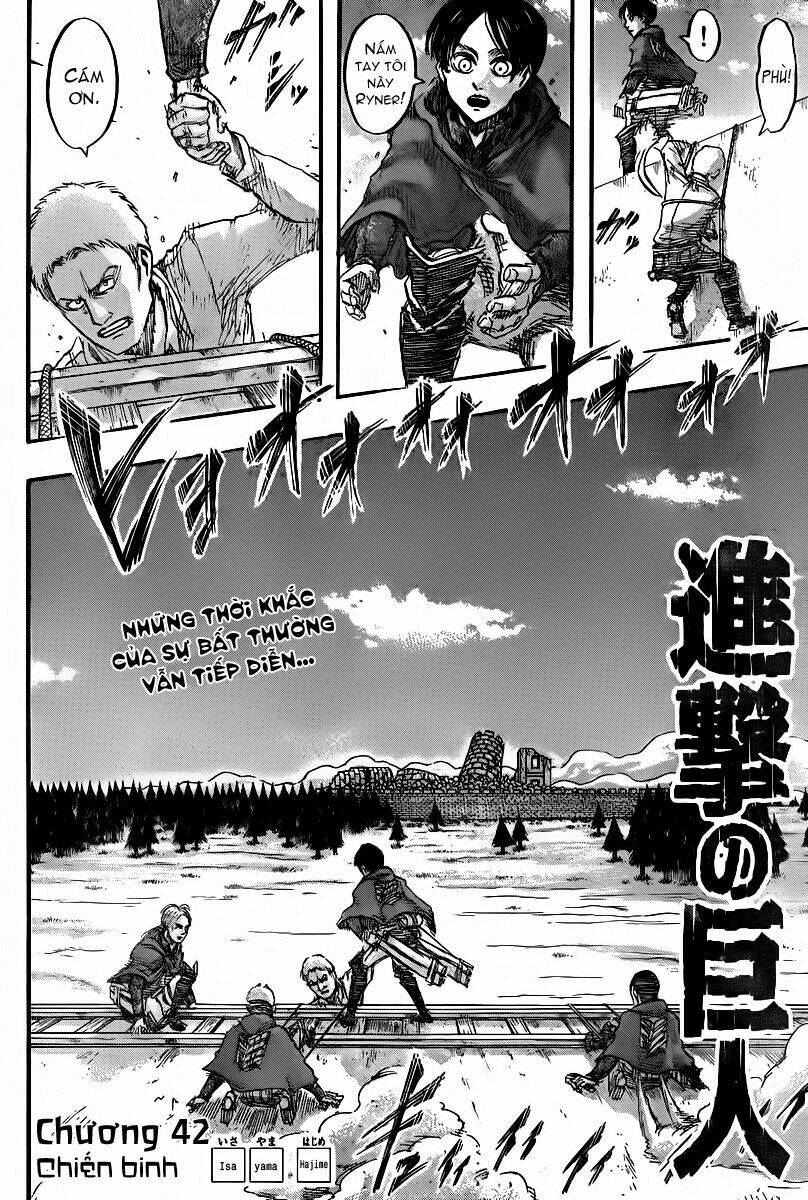 PHÙ!
!
NẮM
TAY TÔI
NÀY
RYNER!
CÁM
ƠN.
ビョオオオオオオオ
進撃の巨人
NHỮNG THỜI KHẮC
CỦA SỰ BẤT THƯỜNG
VẪN TIẾP DIỄN...
Chương 42
Chiến binh
いさ やま はじめ
Isa yama Hajime